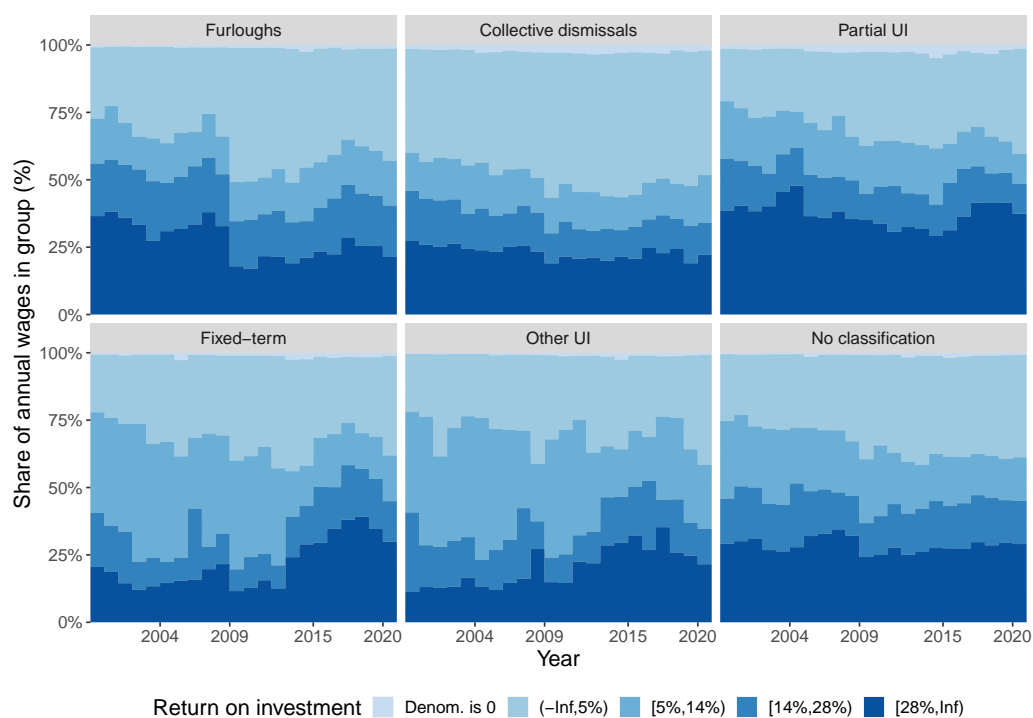 Furloughs Collective dismissals Partial UI
100%
75%
50%
25%
0%
Fixed−term Other UI No classification
100%
75%
50%
25%
0%
Share of annual wages in group (%)
2004 2009 2015 2020 2004 2009 2015 2020 2004 2009 2015 2020
Year
Return on investment Denom. is 0 (−Inf,5%) [5%,14%) [14%,28%) [28%,Inf)